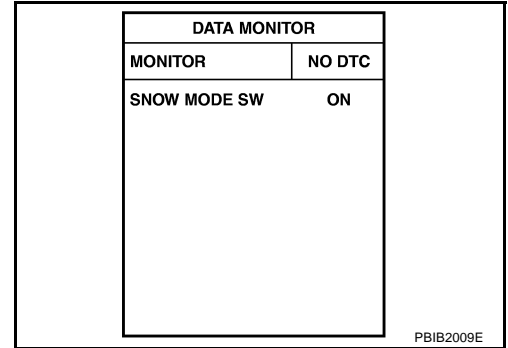 DATA MONITOR
MONITOR NO DTC
SNOW MODE SW ON
PBIB2009E